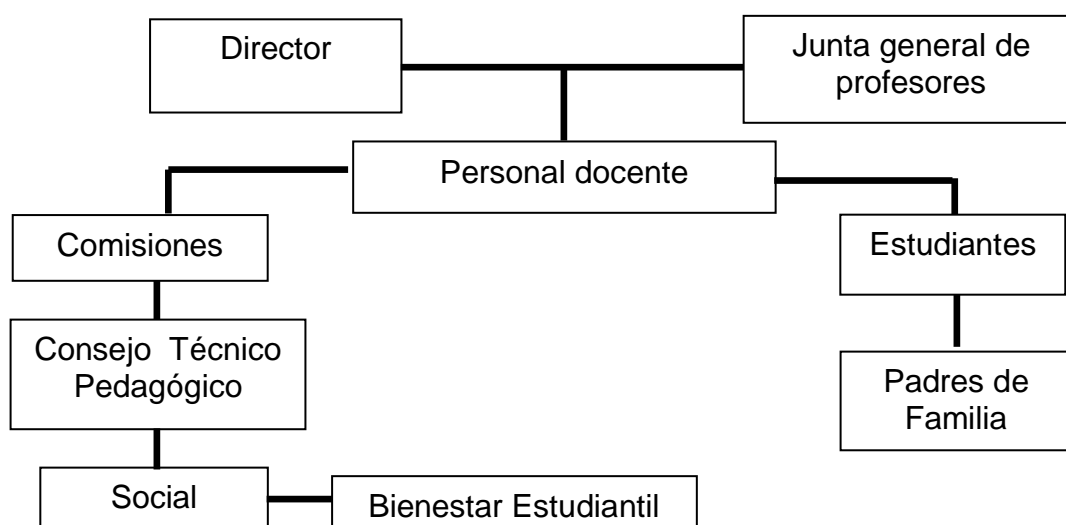 Director
Junta general de
profesores
Personal docente
Comisiones
Estudiantes
Consejo Técnico
Pedagógico
Padres de
Familia
Social
Bienestar Estudiantil